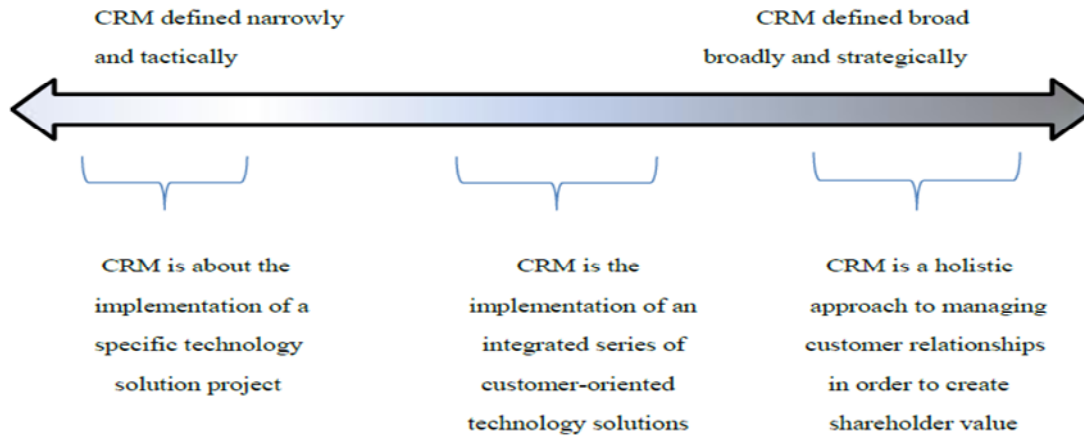 CRM defined narrowly
and tactically
CRM defined broad
broadly and strategically
CRM is about the
implementation of a
specific technology
solution project
CRM is the
implementation of an
integrated series of
customer-oriented
technology solutions
CRM is a holistic
approach to managing
customer relationships
in order to create
shareholder value